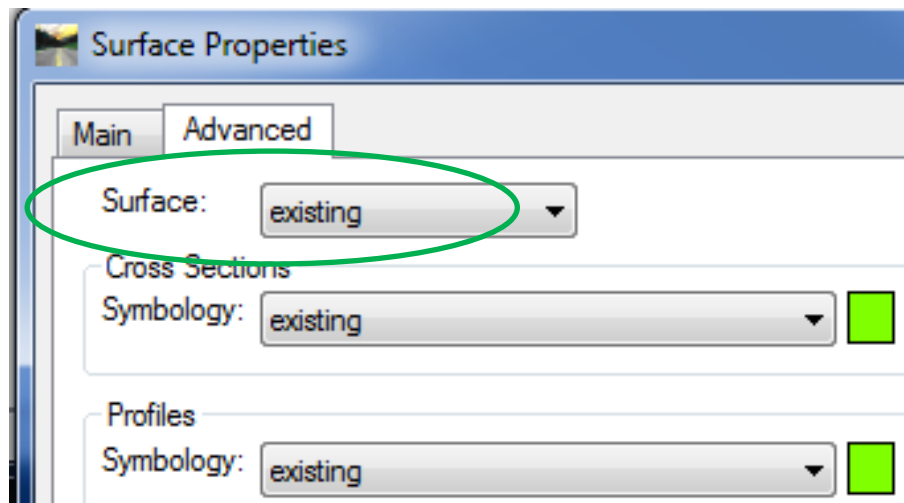 Surface Properties
Main Advanced
Surface: existing
Cross Sections
Symbology: existing
Profiles
Symbology: existing